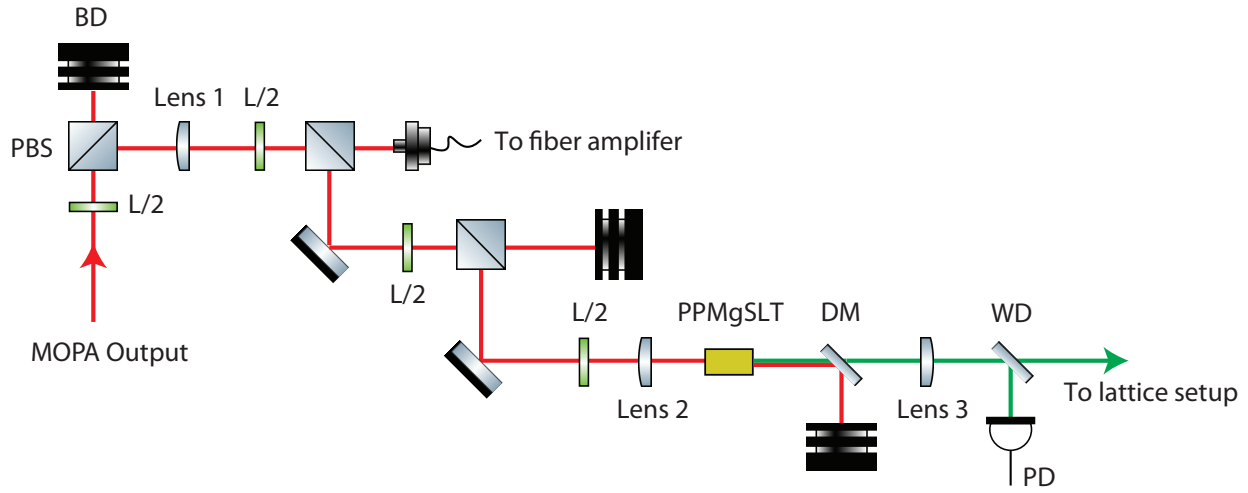 BD
Lens 1
L/2
PBS
To fiber amplifer
L/2
L/2
MOPA Output
L/2
PPMgSLT
DM
WD
Lens 2
Lens 3
To lattice setup
PD